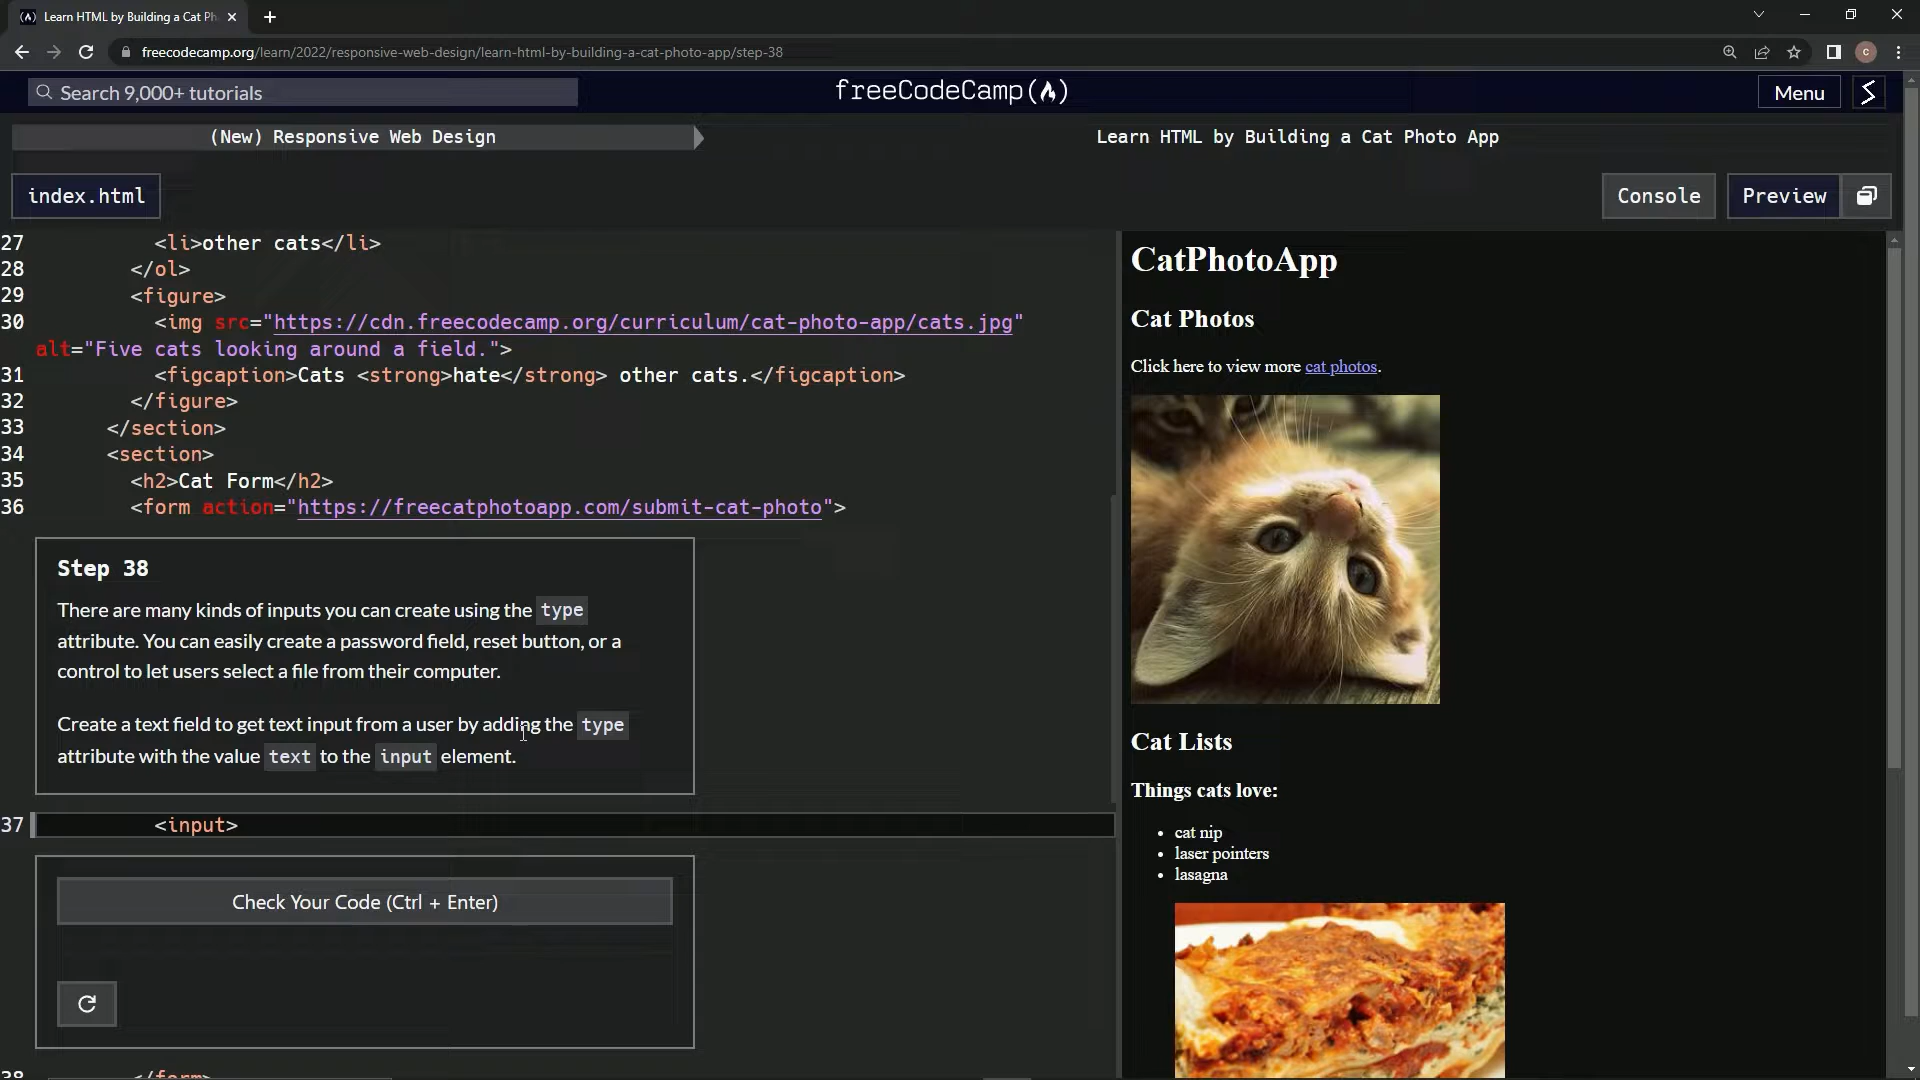 Learn HTML by Building a Cat Ph
freecodecamp.org/learn/2022/responsive-web-design/learn-html-by-building-a-cat-photo-app/step-38
c
Search 9,000+ tutorials
freeCodeCamp
Menu
(New) Responsive Web Design
Learn HTML by Building a Cat Photo App
index.html
Console
Preview
27 <li>other cats</li>
28 </ol>
29 <figure>
30 <img src="https://cdn.freecodecamp.org/curriculum/cat-photo-app/cats.jpg"
alt="Five cats looking around a field.">
31 <figcaption>Cats <strong>hate</strong> other cats.</figcaption>
32 </figure>
33 </section>
34 <section>
35 <h2>Cat Form</h2>
36 <form action="https://freecatphotoapp.com/submit-cat-photo">
Step 38
There are many kinds of inputs you can create using the type
attribute. You can easily create a password field, reset button, or a
control to let users select a file from their computer.
Create a text field to get text input from a user by adding the type
attribute with the value text to the input element.
37 <input>
Check Your Code (Ctrl + Enter)
38 </form>
CatPhotoApp
Cat Photos
Click here to view more cat photos.
Cat Lists
Things cats love:
cat nip
laser pointers
lasagna